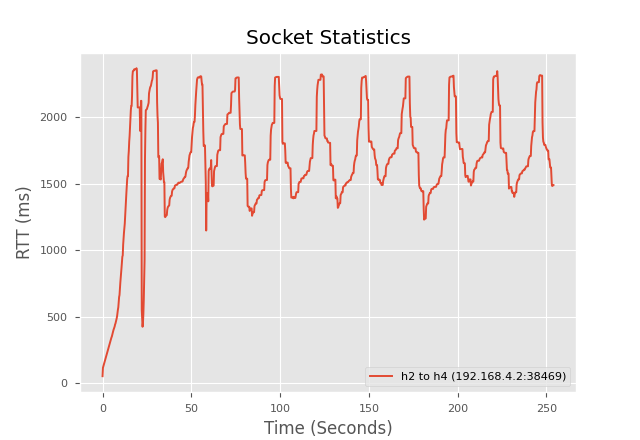 Socket Statistics
RTT (ms)
2000
1500
1000
500
0
0 50 100 150 200 250
Time (Seconds)
h2 to h4 (192.168.4.2:38469)